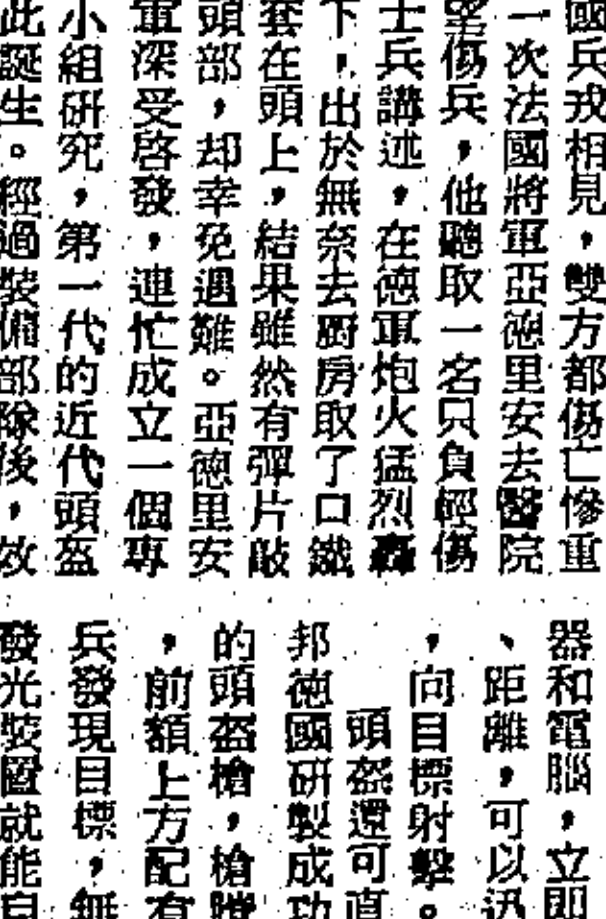 國兵戎相見，雙方都傷亡慘重
一次法國將軍亞德里安去醫院
望傷兵，他聽取一名只負輕傷
士兵講述，在德軍炮火猛烈轟
下，出於無奈去厨房取了口鐵
套在頭上，結果雖然有彈片敲
頭部，却幸免遇難。亞德里安
軍深受啓發，連忙成立一個專
小組研究，第一代的近代頭盔
此誕生。經過裝備部隊後，效
器和電腦，立即
、距離，可以迅
，向目標射擊。
頭盔還可直
邦德國研製成功
的頭盔槍，槍膛
，前額上方配有
兵發現目標，無
發光裝置就能自